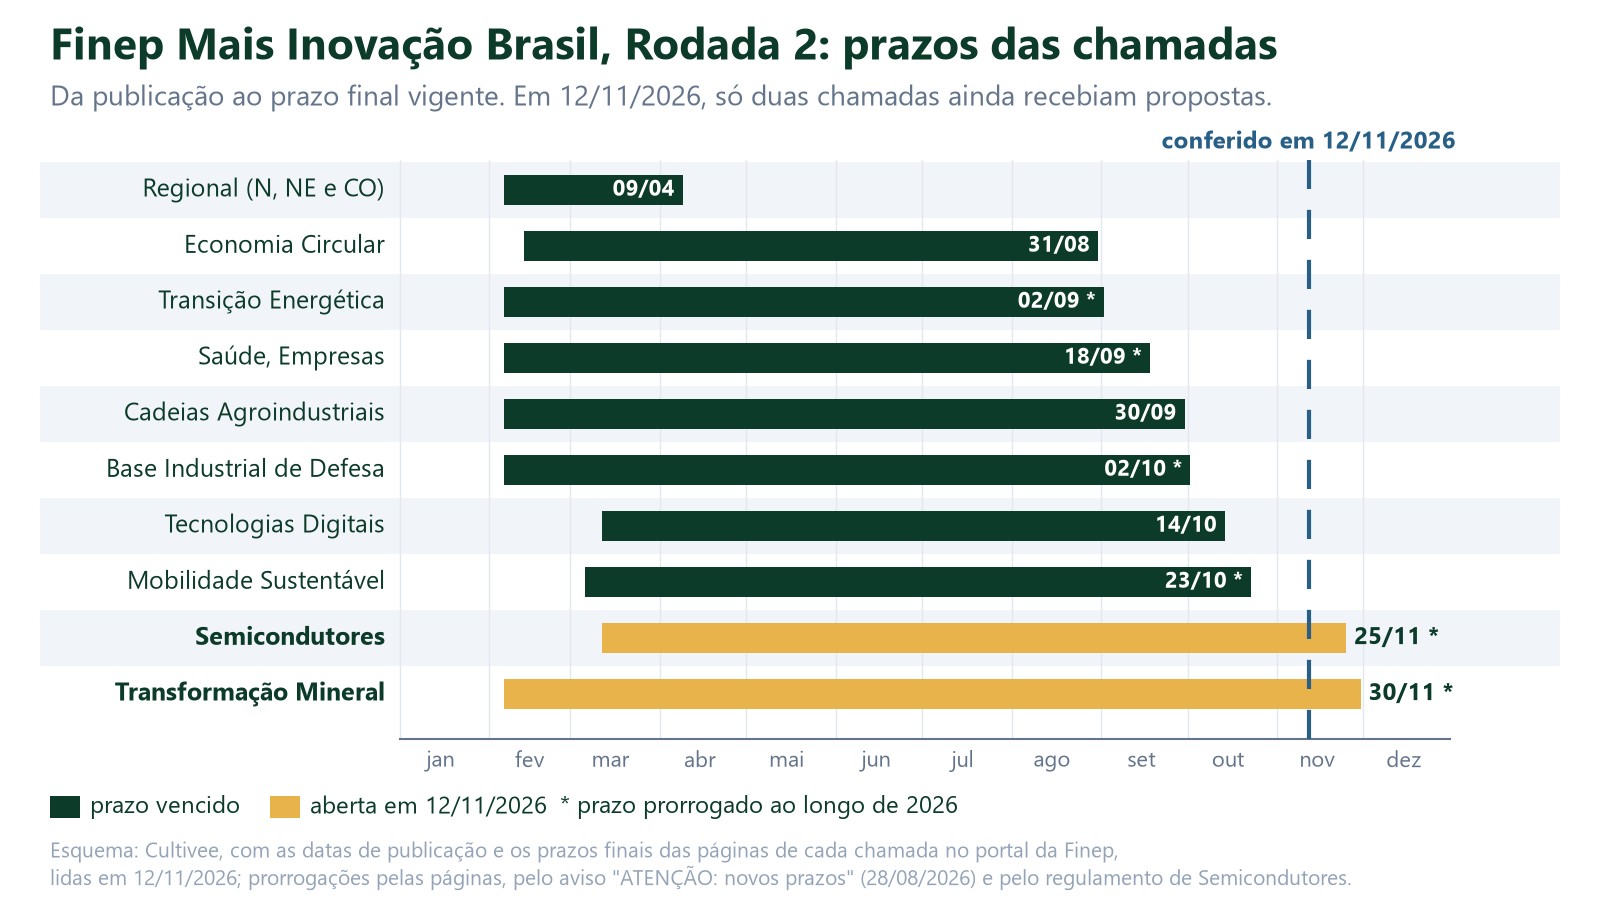 Finep Mais Inovação Brasil, Rodada 2: prazos das chamadas
Da publicação ao prazo final vigente. Em 12/11/2026, só duas chamadas ainda recebiam propostas.
conferido em 12/11/2026
Regional (N, NE e CO) 09/04
Economia Circular 31/08
Transição Energética 02/09 *
Saúde, Empresas 18/09 *
Cadeias Agroindustriais 30/09
Base Industrial de Defesa 02/10 *
Tecnologias Digitais 14/10
Mobilidade Sustentável 23/10 *
Semicondutores 25/11 *
Transformação Mineral 30/11 *
jan fev mar abr mai jun jul ago set out nov dez
prazo vencido aberta em 12/11/2026 * prazo prorrogado ao longo de 2026
Esquema: Cultivee, com as datas de publicação e os prazos finais das páginas de cada chamada no portal da Finep,
lidas em 12/11/2026; prorrogações pelas páginas, pelo aviso "ATENÇÃO: novos prazos" (28/08/2026) e pelo regulamento de Semicondutores.